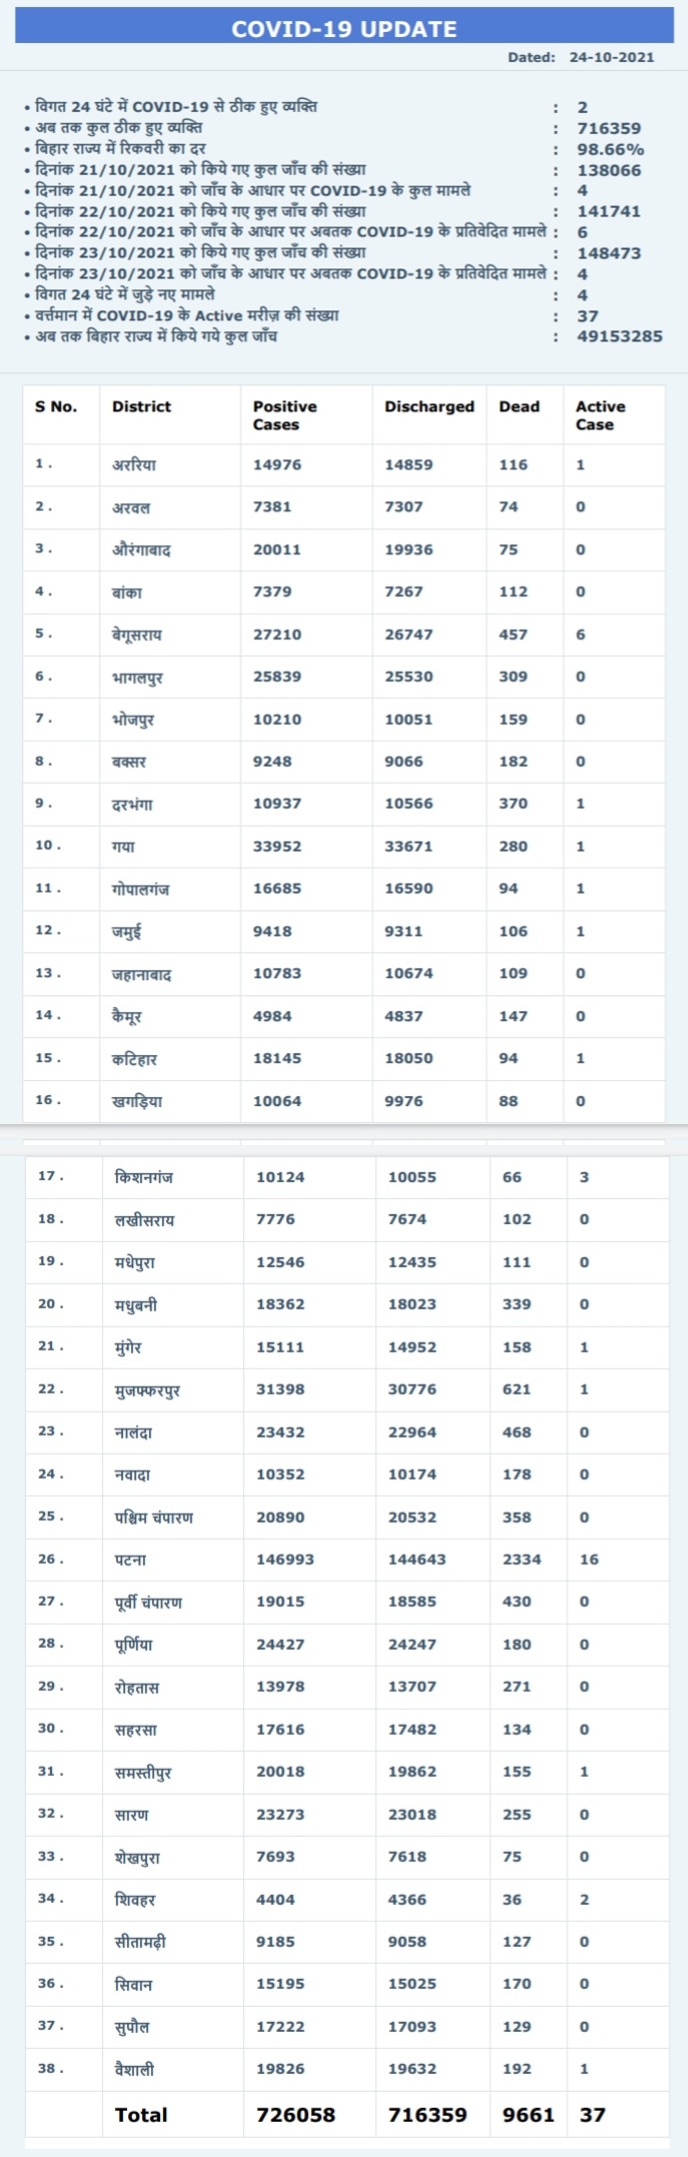 COVID-19 UPDATE
Dated: 24-10-2021
• विगत 24 घंटे में COVID-19 से ठीक हुए व्यक्ति : 2
• अब तक कुल ठीक हुए व्यक्ति : 716359
• बिहार राज्य में रिकवरी का दर : 98.66%
• दिनांक 21/10/2021 को किये गए कुल जाँच की संख्या : 138066
• दिनांक 21/10/2021 को जाँच के आधार पर COVID-19 के कुल मामले : 4
• दिनांक 22/10/2021 को किये गए कुल जाँच की संख्या : 141741
• दिनांक 22/10/2021 को जाँच के आधार पर अबतक COVID-19 के प्रतिवेदित मामले : 6
• दिनांक 23/10/2021 को किये गए कुल जाँच की संख्या : 148473
• दिनांक 23/10/2021 को जाँच के आधार पर अबतक COVID-19 के प्रतिवेदित मामले : 4
• विगत 24 घंटे में जुड़े नए मामले : 4
• वर्त्तमान में COVID-19 के Active मरीज़ की संख्या : 37
• अब तक बिहार राज्य में किये गये कुल जाँच : 49153285
S No. District Positive Cases Discharged Dead Active Case
1 . अररिया 14976 14859 116 1
2 . अरवल 7381 7307 74 0
3 . औरंगाबाद 20011 19936 75 0
4 . बांका 7379 7267 112 0
5 . बेगूसराय 27210 26747 457 6
6 . भागलपुर 25839 25530 309 0
7 . भोजपुर 10210 10051 159 0
8 . बक्सर 9248 9066 182 0
9 . दरभंगा 10937 10566 370 1
10 . गया 33952 33671 280 1
11 . गोपालगंज 16685 16590 94 1
12 . जमुई 9418 9311 106 1
13 . जहानाबाद 10783 10674 109 0
14 . कैमूर 4984 4837 147 0
15 . कटिहार 18145 18050 94 1
16 . खगड़िया 10064 9976 88 0
17 . किशनगंज 10124 10055 66 3
18 . लखीसराय 7776 7674 102 0
19 . मधेपुरा 12546 12435 111 0
20 . मधुबनी 18362 18023 339 0
21 . मुंगेर 15111 14952 158 1
22 . मुजफ्फरपुर 31398 30776 621 1
23 . नालंदा 23432 22964 468 0
24 . नवादा 10352 10174 178 0
25 . पश्चिम चंपारण 20890 20532 358 0
26 . पटना 146993 144643 2334 16
27 . पूर्वी चंपारण 19015 18585 430 0
28 . पूर्णिया 24427 24247 180 0
29 . रोहतास 13978 13707 271 0
30 . सहरसा 17616 17482 134 0
31 . समस्तीपुर 20018 19862 155 1
32 . सारण 23273 23018 255 0
33 . शेखपुरा 7693 7618 75 0
34 . शिवहर 4404 4366 36 2
35 . सीतामढ़ी 9185 9058 127 0
36 . सिवान 15195 15025 170 0
37 . सुपौल 17222 17093 129 0
38 . वैशाली 19826 19632 192 1
Total 726058 716359 9661 37